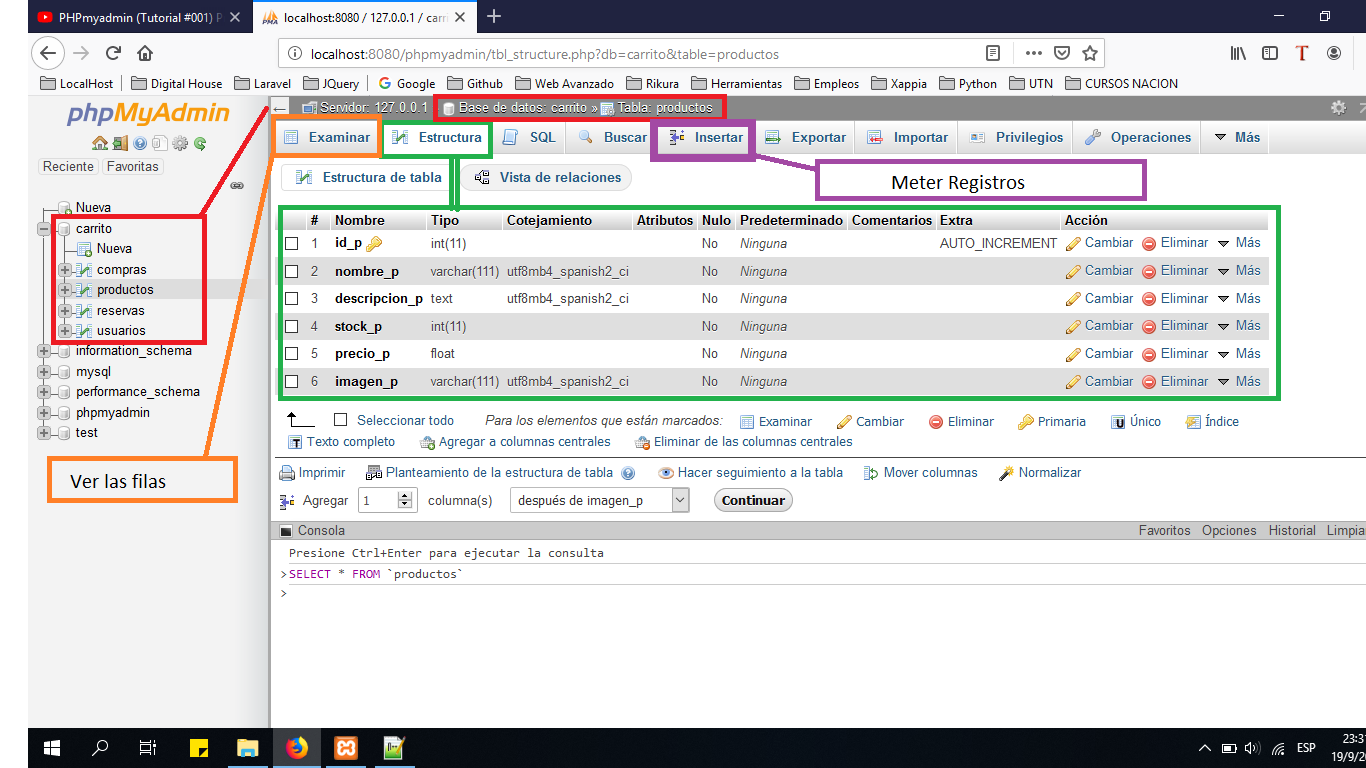 PHPmyadmin (Tutorial #001) P
localhost:8080 / 127.0.0.1 / carri
localhost:8080/phpmyadmin/tbl_structure.php?db=carrito&table=productos
LocalHost Digital House Laravel JQuery Google Github Web Avanzado Rikura Herramientas Empleos Xappia Python UTN CURSOS NACION
phpMyAdmin
Reciente Favoritas
Nueva
carrito
Nueva
compras
productos
reservas
usuarios
information_schema
mysql
performance_schema
phpmyadmin
test
Ver las filas
Servidor: 127.0.0.1 Base de datos: carrito » Tabla: productos
Examinar Estructura SQL Buscar Insertar Exportar Importar Privilegios Operaciones Más
Estructura de tabla Vista de relaciones
Meter Registros
# Nombre Tipo Cotejamiento Atributos Nulo Predeterminado Comentarios Extra Acción
1 id_p int(11) No Ninguna AUTO_INCREMENT Cambiar Eliminar Más
2 nombre_p varchar(111) utf8mb4_spanish2_ci No Ninguna Cambiar Eliminar Más
3 descripcion_p text utf8mb4_spanish2_ci No Ninguna Cambiar Eliminar Más
4 stock_p int(11) No Ninguna Cambiar Eliminar Más
5 precio_p float No Ninguna Cambiar Eliminar Más
6 imagen_p varchar(111) utf8mb4_spanish2_ci No Ninguna Cambiar Eliminar Más
Seleccionar todo Para los elementos que están marcados: Examinar Cambiar Eliminar Primaria Único Índice
Texto completo Agregar a columnas centrales Eliminar de las columnas centrales
Imprimir Planteamiento de la estructura de tabla Hacer seguimiento a la tabla Mover columnas Normalizar
Agregar 1 columna(s) después de imagen_p Continuar
Consola Favoritos Opciones Historial Limpia
Presione Ctrl+Enter para ejecutar la consulta
>SELECT * FROM `productos`
>
ESP
23:31
19/9/20